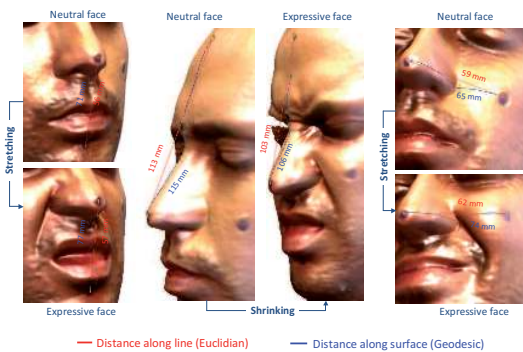 Neutral face
Neutral face
Expressive face
Neutral face
Stretching
113 mm
115 mm
103 mm
106 mm
59 mm
65 mm
Stretching
62 mm
mm
Expressive face
Shrinking
Expressive face
Distance along line (Euclidian)
Distance along surface (Geodesic)